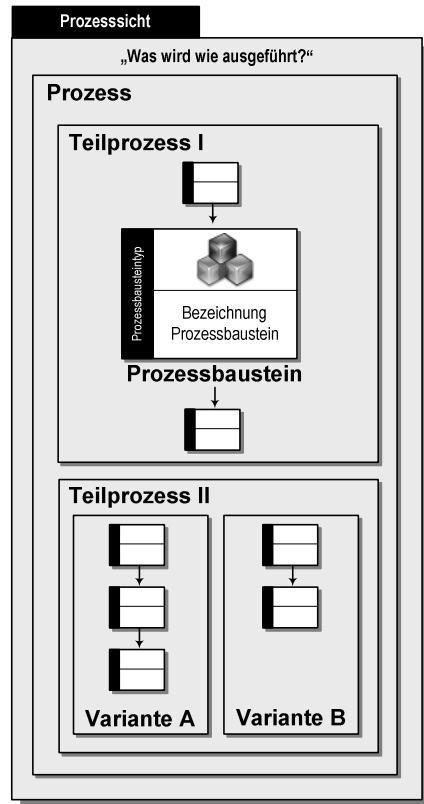 Prozesssicht
„Was wird wie ausgeführt?“
Prozess
Teilprozess I
Prozessbausteintyp
Bezeichnung
Prozessbaustein
Prozessbaustein
Teilprozess II
Variante A
Variante B